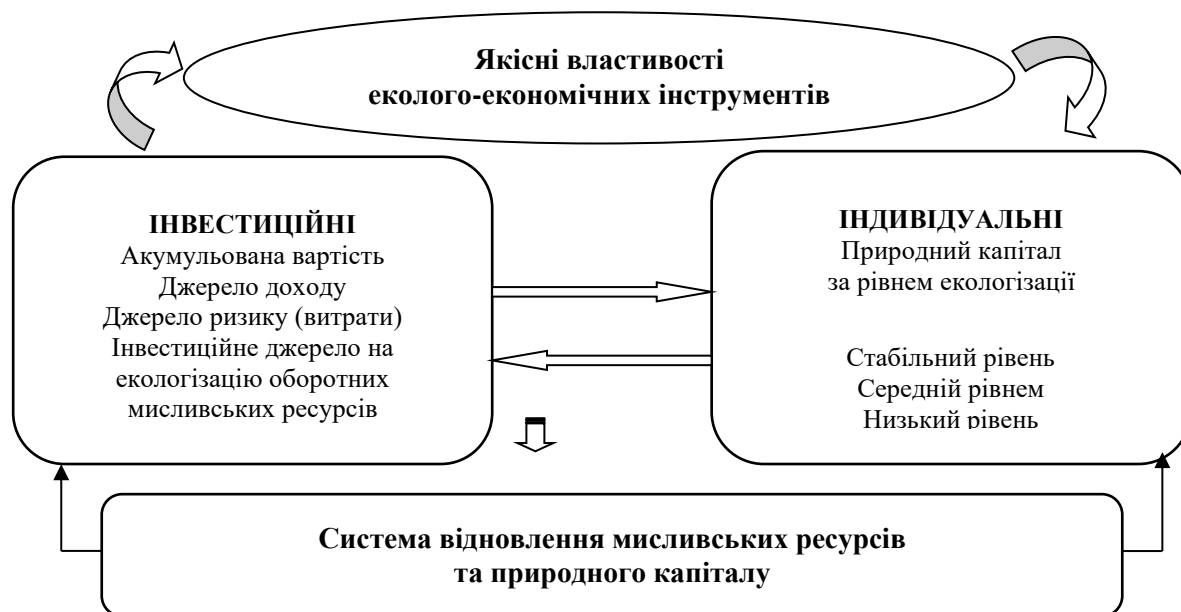 Якісні властивості
еколого-економічних інструментів
ІНВЕСТИЦІЙНІ
Акумульована вартість
Джерело доходу
Джерело ризику (витрати)
Інвестиційне джерело на
екологізацію оборотних
мисливських ресурсів
ІНДИВІДУАЛЬНІ
Природний капітал
за рівнем екологізації
Стабільний рівень
Середній рівнем
Низький рівень
Система відновлення мисливських ресурсів
та природного капіталу